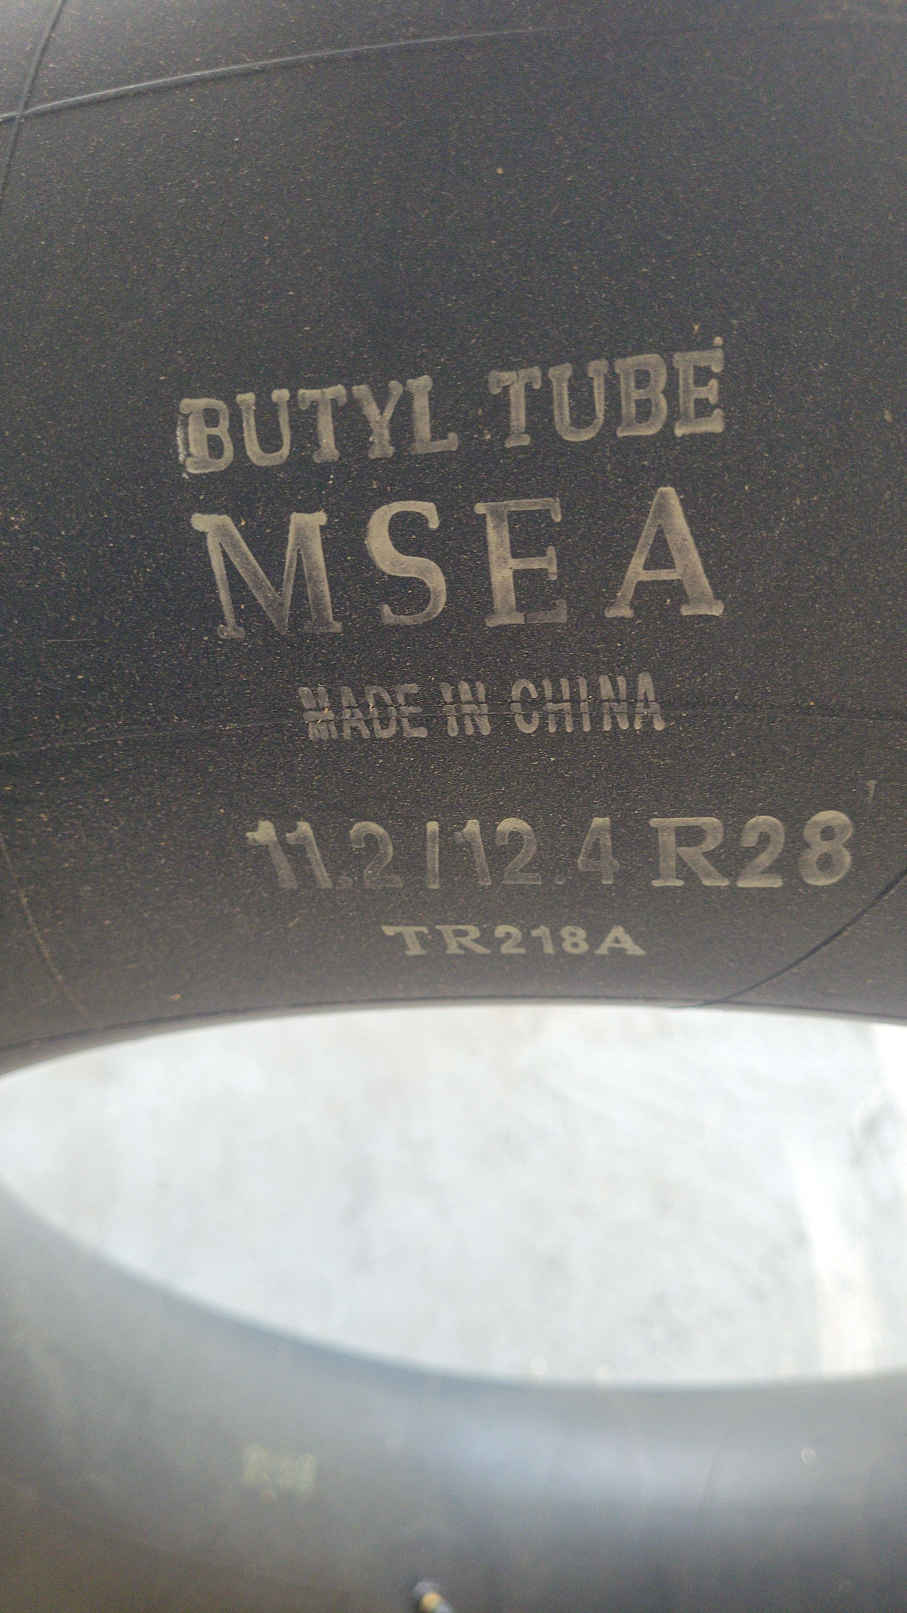 BUTYL TUBE
MSEA
MADE IN CHINA
11.2/12.4 R28
TR218A